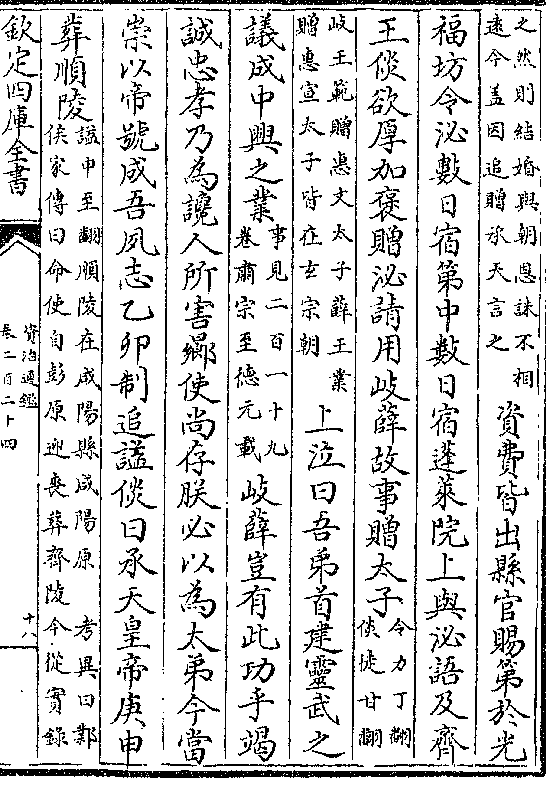 之然則結婚與朝恩誅不相
逺今葢因追贈承天言之
資費皆出縣官賜第於光
福坊令泌數日宿第中數日宿蓬萊院上與泌語及齊
王倓欲厚加褒贈泌請用岐薛故事贈太子
令力丁翻
倓徒甘翻
岐王範贈惠文太子薛王業
贈惠宣太子皆在玄宗朝
上泣曰吾弟首建靈武之
議成中興之業
事見二百一十九
卷肅宗至德元載
岐薛豈有此功乎竭
誠忠孝乃為讒人所害曏使尚存朕必以為太弟今當
崇以帝號成吾夙志乙卯制追諡倓曰承天皇帝庚申
葬順陵
諡申至翻順陵在咸陽縣咸陽原 考異曰鄴
侯家傳曰命使自彭原迎喪葬齊陵今從實錄
欽定四庫全書
資治通鑑
卷二百二十四
十八